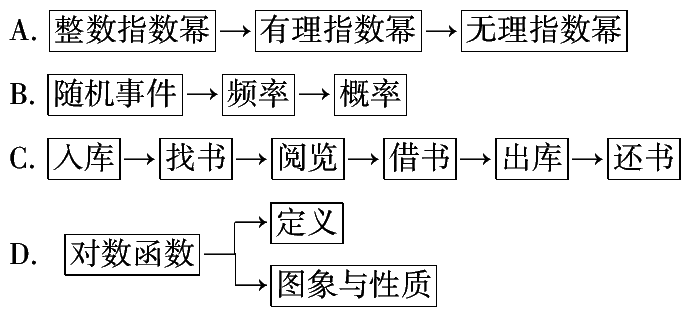 A. 整数指数幂→有理指数幂→无理指数幂
B. 随机事件→频率→概率
C. 入库→找书→阅览→借书→出库→还书
定义
D. 对数函数
图象与性质